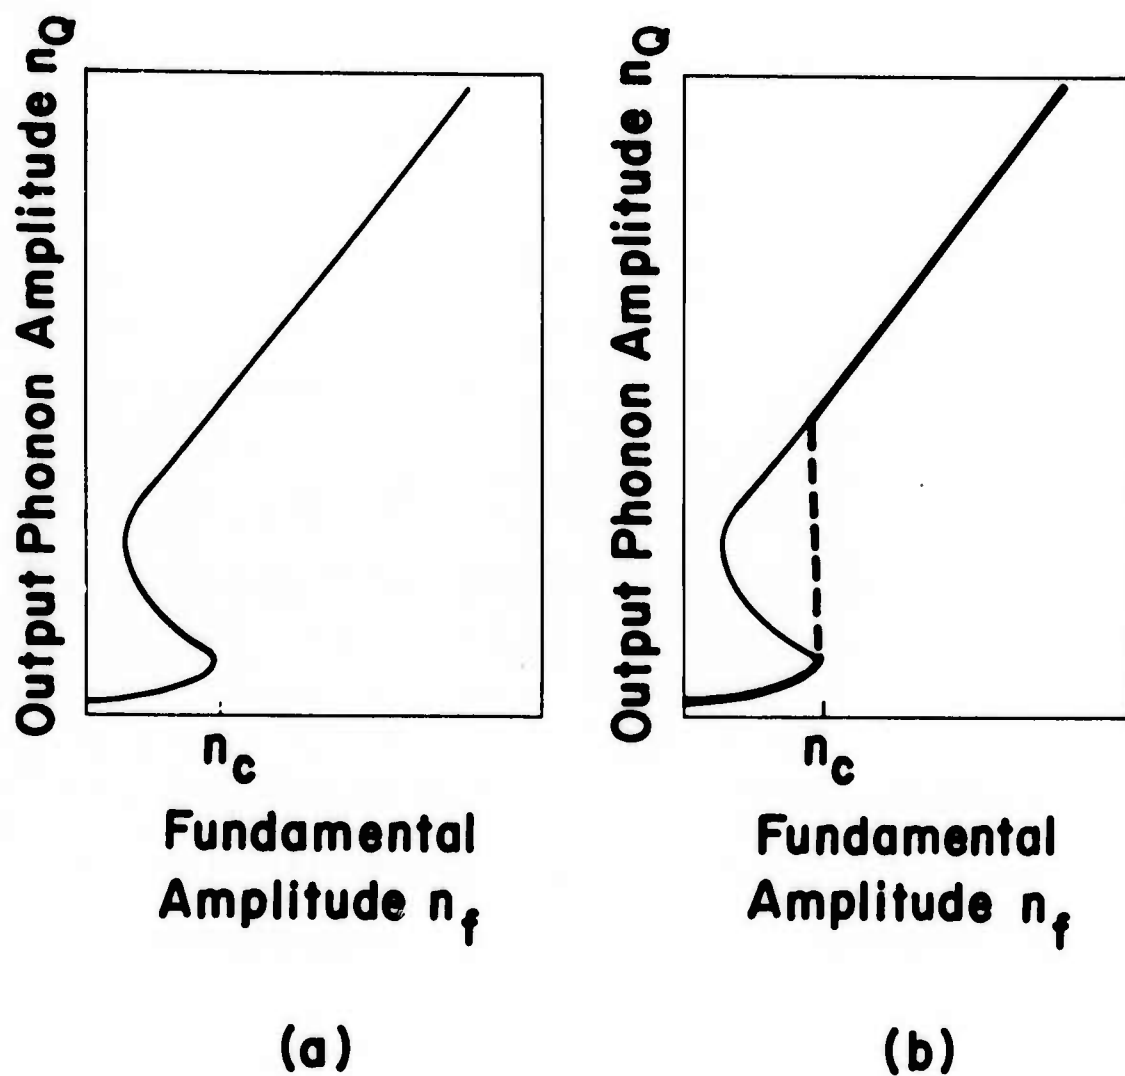 Output Phonon Amplitude n_Q
n_c
Fundamental
Amplitude n_f
(a)
Output Phonon Amplitude n_Q
n_c
Fundamental
Amplitude n_f
(b)